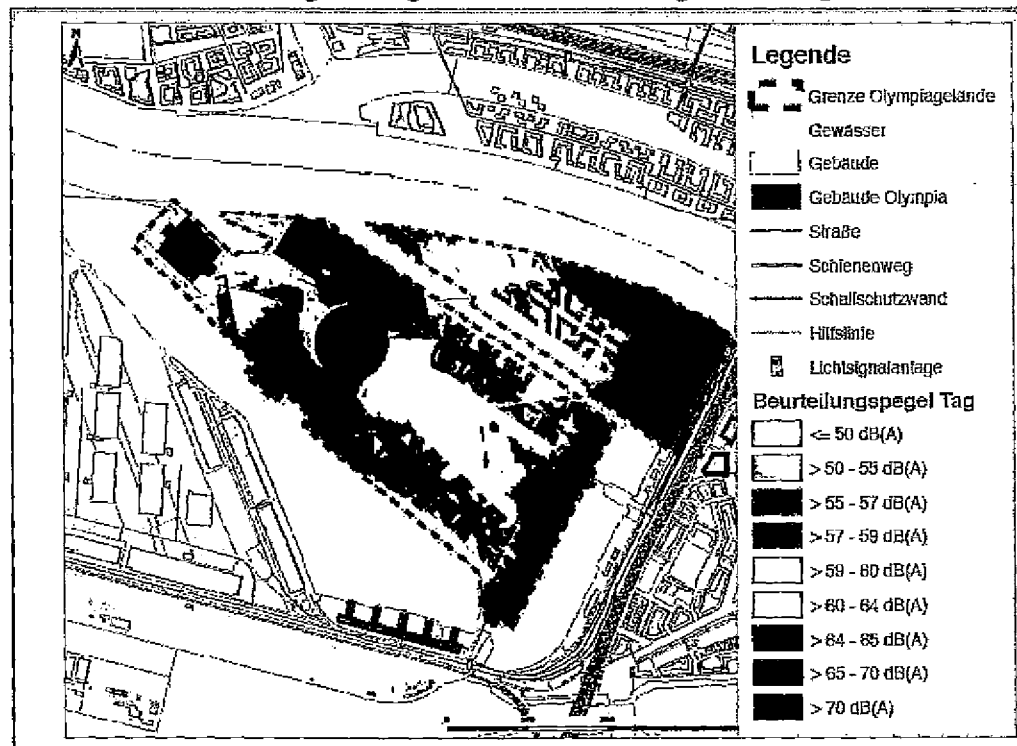 N
Legende
Grenze Olympiagelände
Gewässer
Gebäude
Gebäude Olympia
Straße
Schienenweg
Schallschutzwand
Hilfslinie
Lichtsignalanlage
Beurteilungspegel Tag
<= 50 dB(A)
> 50 - 55 dB(A)
> 55 - 57 dB(A)
> 57 - 59 dB(A)
> 59 - 60 dB(A)
> 60 - 64 dB(A)
> 64 - 65 dB(A)
> 65 - 70 dB(A)
> 70 dB(A)